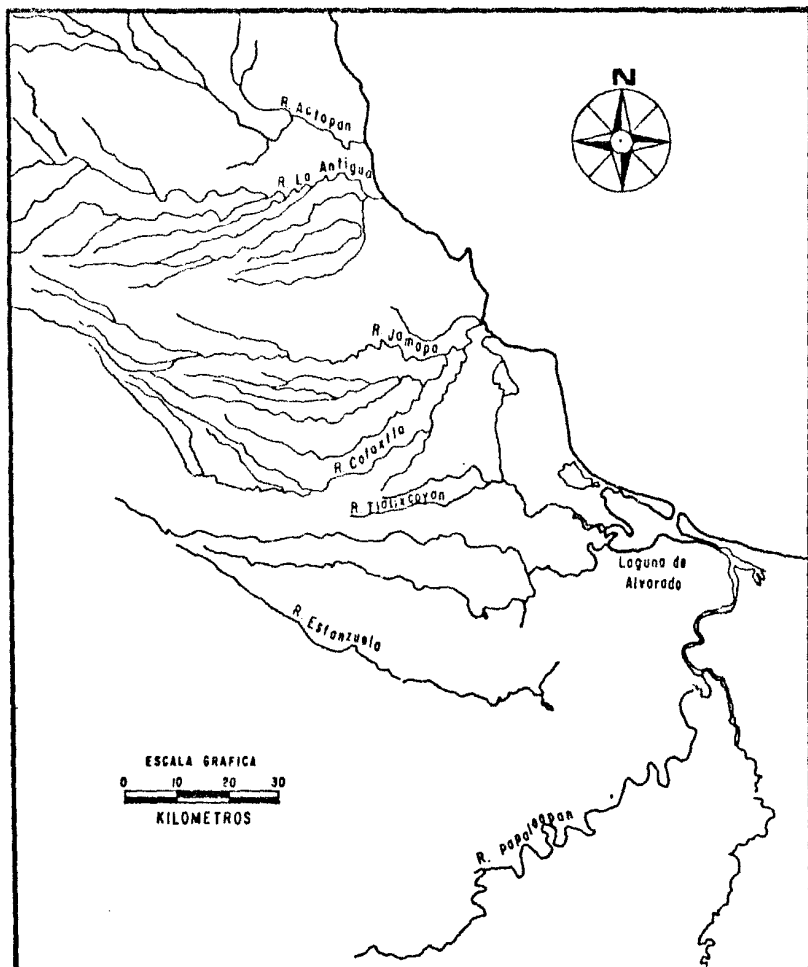 N
R. Actopan
R. La Antigua
R. Jamapa
R. Cotaxtla
R. Tlalixcoyan
Laguna de
Alvarado
R. Estanzuela
ESCALA GRAFICA
0 10 20 30
KILOMETROS
R. Papaloapan